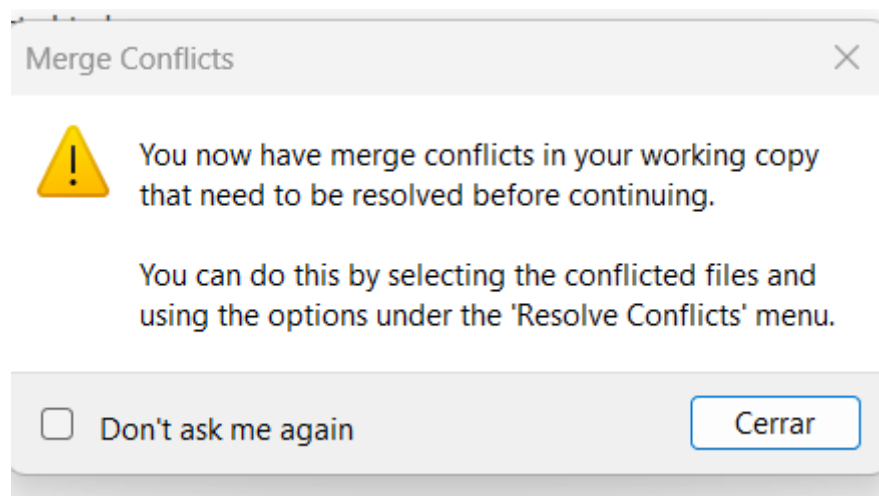 Merge Conflicts
You now have merge conflicts in your working copy
that need to be resolved before continuing.
You can do this by selecting the conflicted files and
using the options under the 'Resolve Conflicts' menu.
Don't ask me again
Cerrar